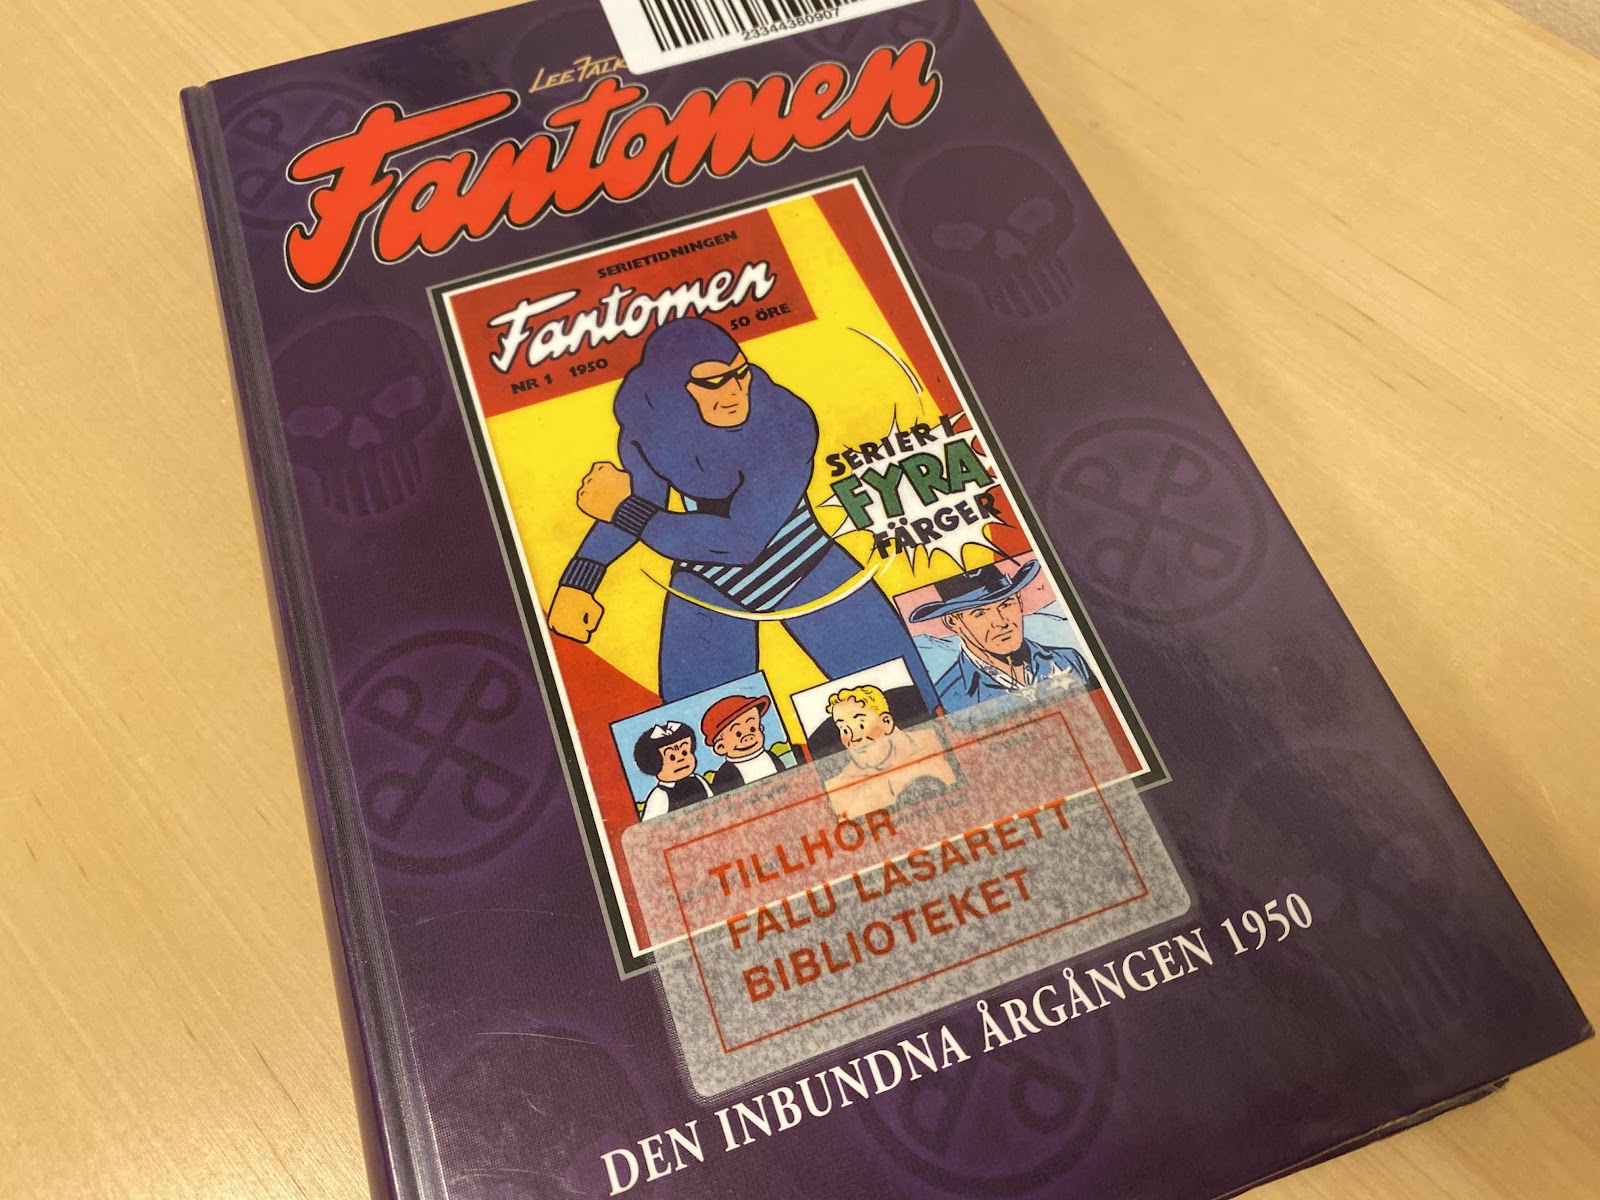 23344380907
LEE FALK
Fantomen
SERIETIDNINGEN
Fantomen
50 ÖRE
NR 1 1950
SERIER I
FYRA
FÄRGER
TILLHÖR
FALU LASARETT
BIBLIOTEKET
DEN INBUNDNA ÅRGÅNGEN 1950